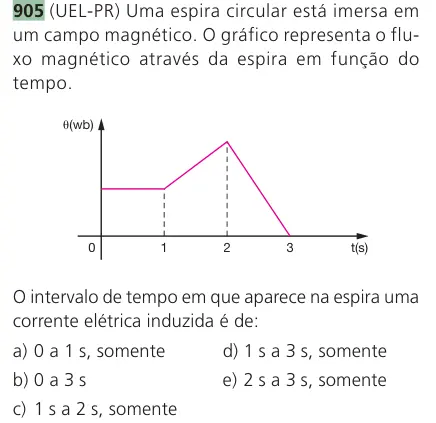 905 (UEL-PR) Uma espira circular está imersa em
um campo magnético. O gráfico representa o flu-
xo magnético através da espira em função do
tempo.
θ(wb)
0 1 2 3 t(s)
O intervalo de tempo em que aparece na espira uma
corrente elétrica induzida é de:
a) 0 a 1 s, somente
d) 1 s a 3 s, somente
b) 0 a 3 s
e) 2 s a 3 s, somente
c) 1 s a 2 s, somente